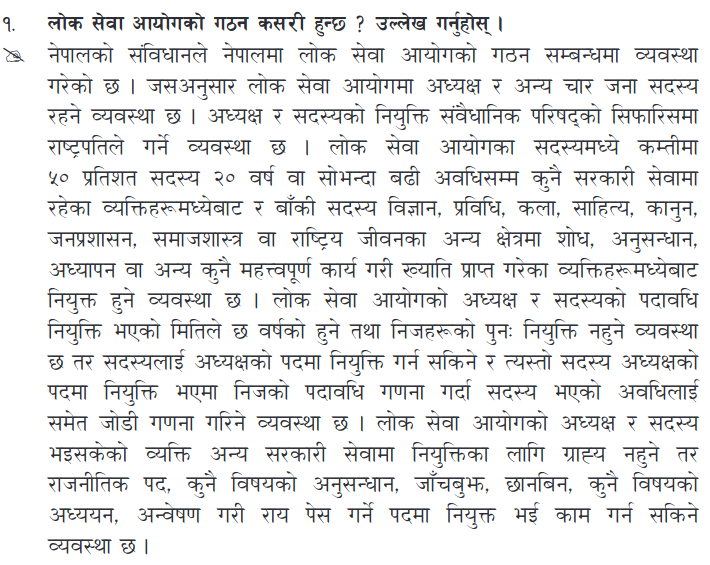 १. लोक सेवा आयोगको गठन कसरी हुन्छ ? उल्लेख गर्नुहोस् ।
नेपालको संविधानले नेपालमा लोक सेवा आयोगको गठन सम्बन्धमा व्यवस्था
गरेको छ । जसअनुसार लोक सेवा आयोगमा अध्यक्ष र अन्य चार जना सदस्य
रहने व्यवस्था छ । अध्यक्ष र सदस्यको नियुक्ति संवैधानिक परिषद्को सिफारिसमा
राष्ट्रपतिले गर्ने व्यवस्था छ । लोक सेवा आयोगका सदस्यमध्ये कम्तीमा
५० प्रतिशत सदस्य २० वर्ष वा सोभन्दा बढी अवधिसम्म कुनै सरकारी सेवामा
रहेका व्यक्तिहरूमध्येबाट र बाँकी सदस्य विज्ञान, प्रविधि, कला, साहित्य, कानुन,
जनप्रशासन, समाजशास्त्र वा राष्ट्रिय जीवनका अन्य क्षेत्रमा शोध, अनुसन्धान,
अध्यापन वा अन्य कुनै महत्त्वपूर्ण कार्य गरी ख्याति प्राप्त गरेका व्यक्तिहरूमध्येबाट
नियुक्त हुने व्यवस्था छ । लोक सेवा आयोगको अध्यक्ष र सदस्यको पदावधि
नियुक्ति भएको मितिले छ वर्षको हुने तथा निजहरूको पुनः नियुक्ति नहुने व्यवस्था
छ तर सदस्यलाई अध्यक्षको पदमा नियुक्ति गर्न सकिने र त्यस्तो सदस्य अध्यक्षको
पदमा नियुक्ति भएमा निजको पदावधि गणना गर्दा सदस्य भएको अवधिलाई
समेत जोडी गणना गरिने व्यवस्था छ । लोक सेवा आयोगको अध्यक्ष र सदस्य
भइसकेको व्यक्ति अन्य सरकारी सेवामा नियुक्तिका लागि ग्राह्य नहुने तर
राजनीतिक पद, कुनै विषयको अनुसन्धान, जाँचबुझ, छानबिन, कुनै विषयको
अध्ययन, अन्वेषण गरी राय पेस गर्ने पदमा नियुक्त भई काम गर्न सकिने
व्यवस्था छ ।